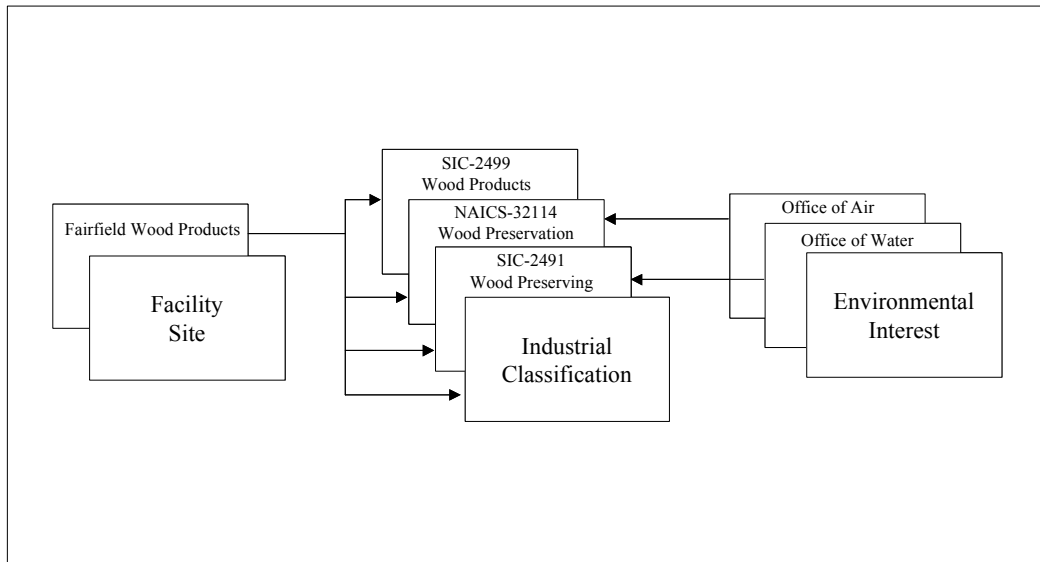 Fairfield Wood Products
Facility
Site
SIC-2499
Wood Products
NAICS-32114
Wood Preservation
SIC-2491
Wood Preserving
Industrial
Classification
Office of Air
Office of Water
Environmental
Interest